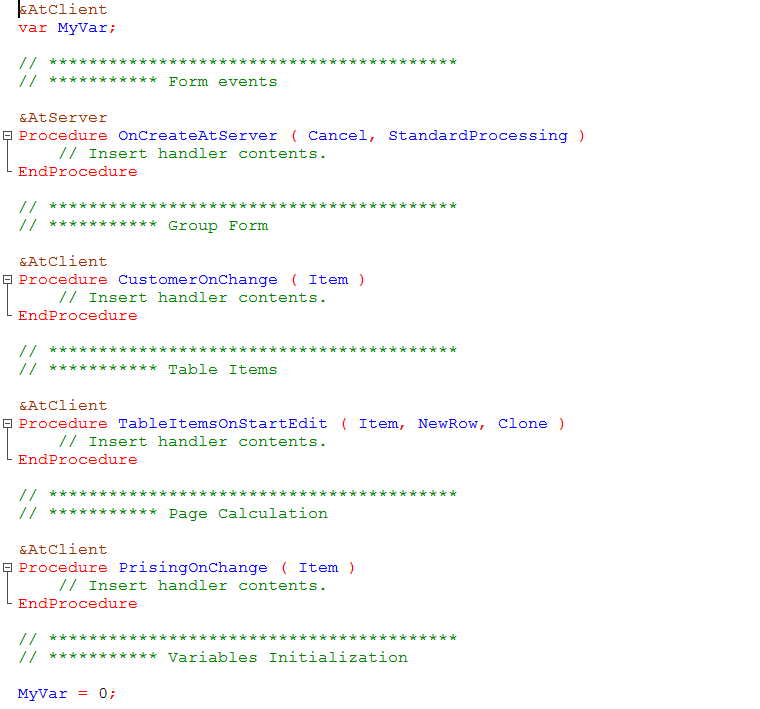 &AtClient
var MyVar;
// *****************************************
// *********** Form events
&AtServer
Procedure OnCreateAtServer ( Cancel, StandardProcessing )
// Insert handler contents.
EndProcedure
// *****************************************
// *********** Group Form
&AtClient
Procedure CustomerOnChange ( Item )
// Insert handler contents.
EndProcedure
// *****************************************
// *********** Table Items
&AtClient
Procedure TableItemsOnStartEdit ( Item, NewRow, Clone )
// Insert handler contents.
EndProcedure
// *****************************************
// *********** Page Calculation
&AtClient
Procedure PrisingOnChange ( Item )
// Insert handler contents.
EndProcedure
// *****************************************
// *********** Variables Initialization
MyVar = 0;